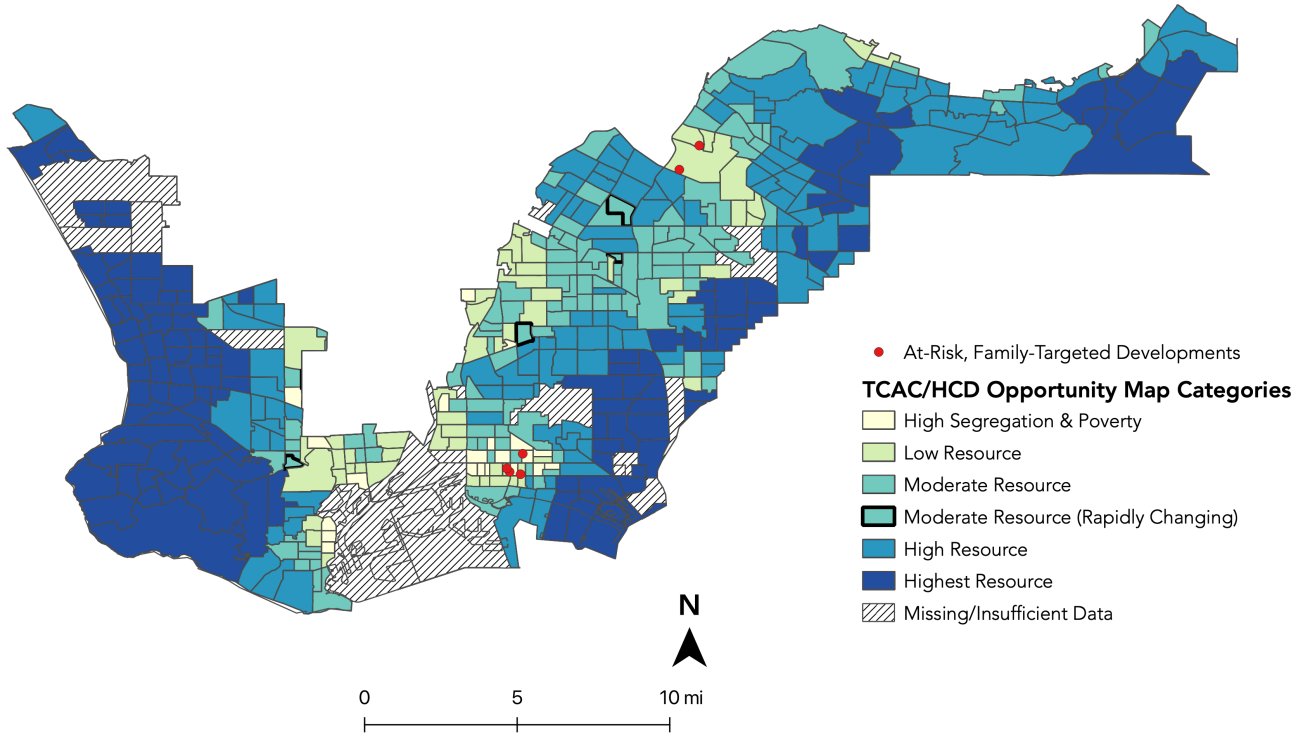 At-Risk, Family-Targeted Developments
TCAC/HCD Opportunity Map Categories
High Segregation & Poverty
Low Resource
Moderate Resource
Moderate Resource (Rapidly Changing)
High Resource
Highest Resource
Missing/Insufficient Data
N
0 5 10 mi